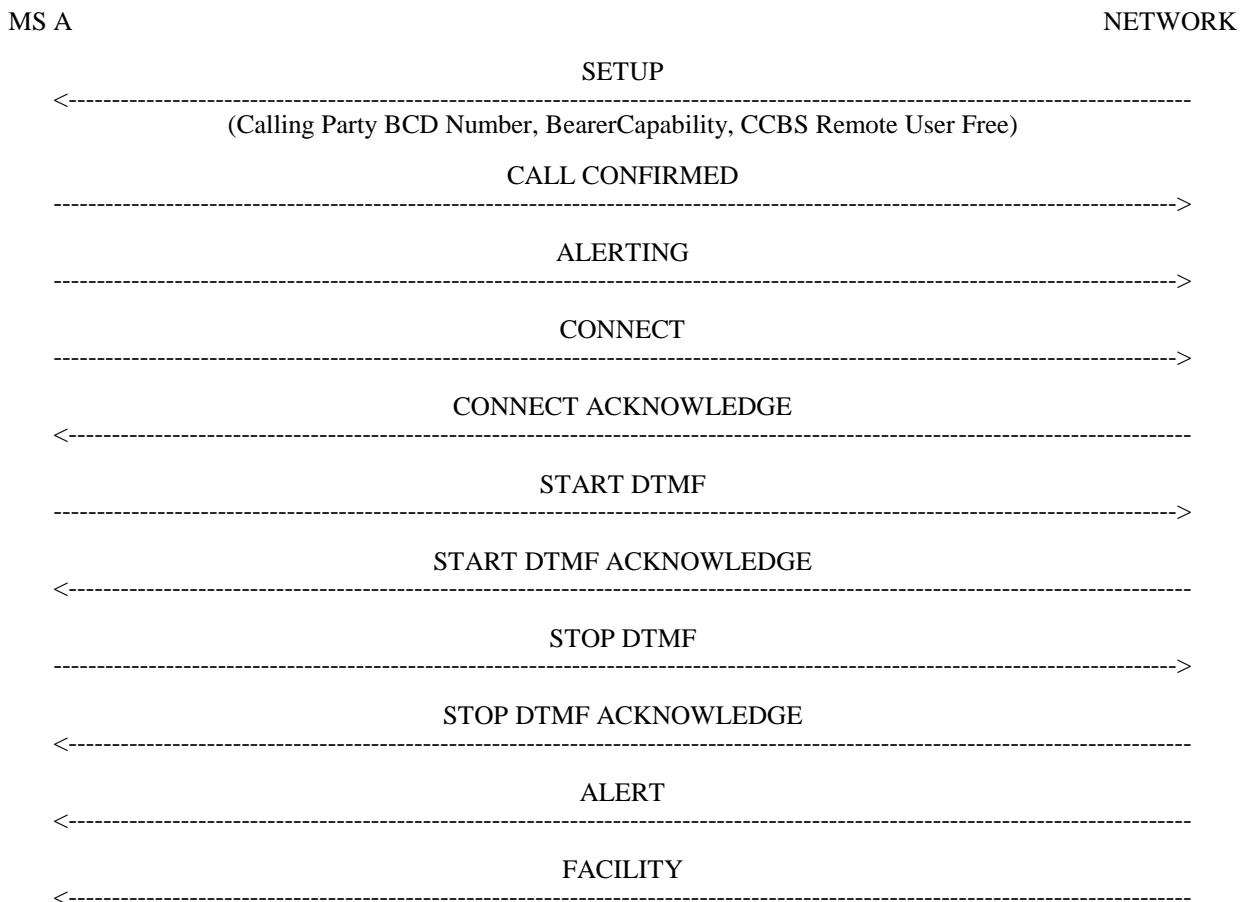 MS A NETWORK
SETUP
<------------------------------------------------------------------------------------------------------------------------------------
(Calling Party BCD Number, BearerCapability, CCBS Remote User Free)
CALL CONFIRMED
------------------------------------------------------------------------------------------------------------------------------------>
ALERTING
------------------------------------------------------------------------------------------------------------------------------------>
CONNECT
------------------------------------------------------------------------------------------------------------------------------------>
CONNECT ACKNOWLEDGE
<------------------------------------------------------------------------------------------------------------------------------------
START DTMF
------------------------------------------------------------------------------------------------------------------------------------>
START DTMF ACKNOWLEDGE
<------------------------------------------------------------------------------------------------------------------------------------
STOP DTMF
------------------------------------------------------------------------------------------------------------------------------------>
STOP DTMF ACKNOWLEDGE
<------------------------------------------------------------------------------------------------------------------------------------
ALERT
<------------------------------------------------------------------------------------------------------------------------------------
FACILITY
<------------------------------------------------------------------------------------------------------------------------------------